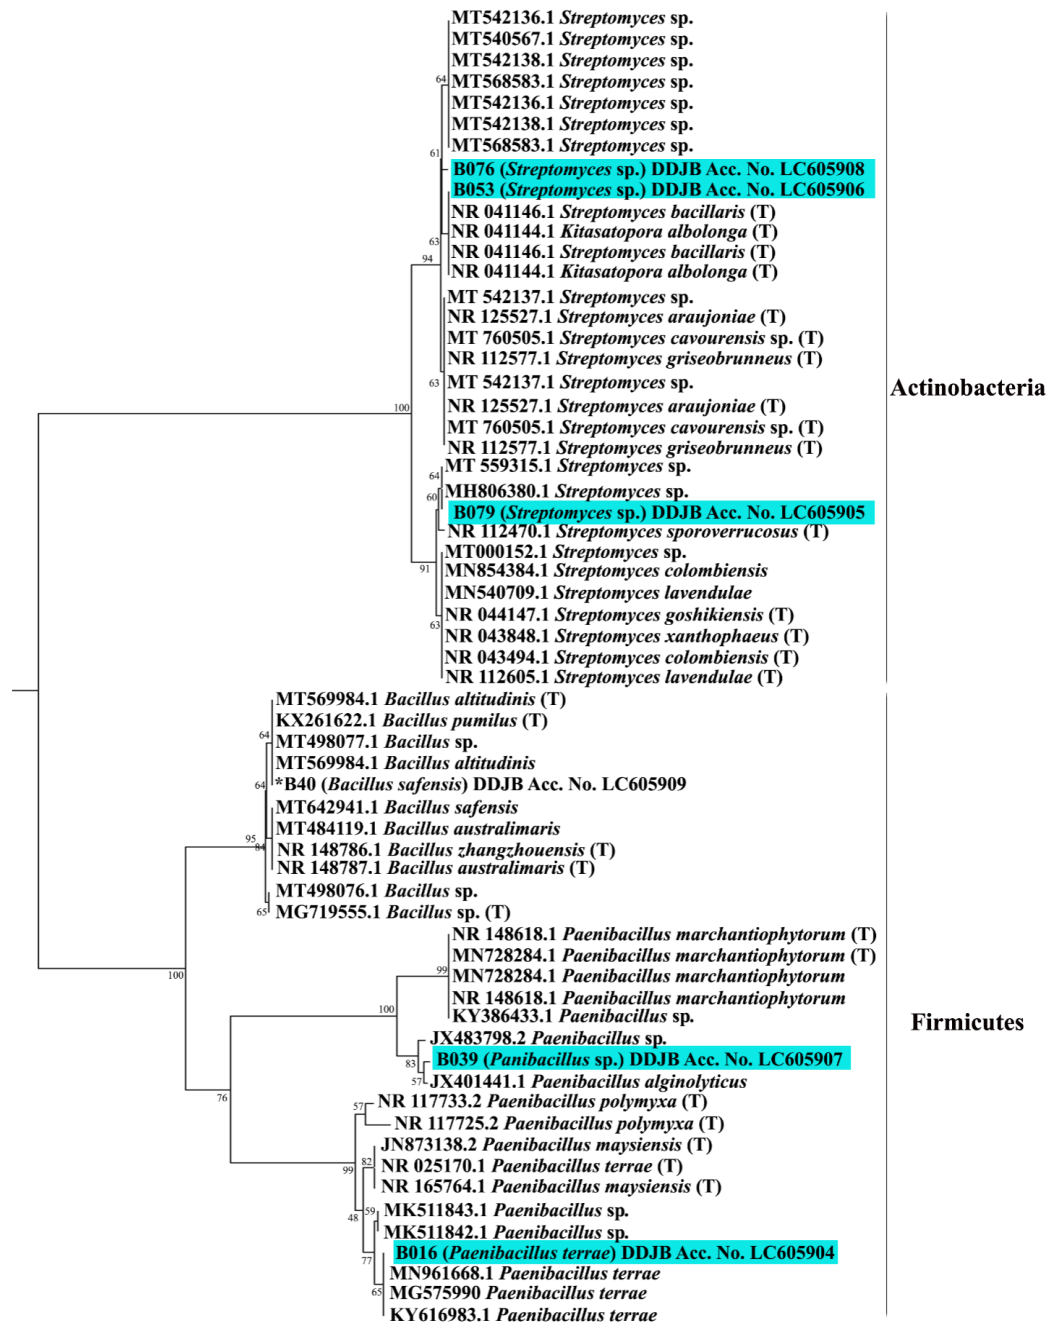 MT542136.1 Streptomyces sp.
MT540567.1 Streptomyces sp.
MT542138.1 Streptomyces sp.
MT568583.1 Streptomyces sp.
64
MT542136.1 Streptomyces sp.
MT542138.1 Streptomyces sp.
MT568583.1 Streptomyces sp.
61
B076 (Streptomyces sp.) DDJB Acc. No. LC605908
B053 (Streptomyces sp.) DDJB Acc. No. LC605906
NR 041146.1 Streptomyces bacillaris (T)
NR 041144.1 Kitasatopora albolonga (T)
63
NR 041146.1 Streptomyces bacillaris (T)
94
NR 041144.1 Kitasatopora albolonga (T)
MT 542137.1 Streptomyces sp.
NR 125527.1 Streptomyces araujoniae (T)
MT 760505.1 Streptomyces cavourensis sp. (T)
NR 112577.1 Streptomyces griseobrunneus (T)
63
MT 542137.1 Streptomyces sp.
Actinobacteria
100
NR 125527.1 Streptomyces araujoniae (T)
MT 760505.1 Streptomyces cavourensis sp. (T)
NR 112577.1 Streptomyces griseobrunneus (T)
MT 559315.1 Streptomyces sp.
64
MH806380.1 Streptomyces sp.
60
B079 (Streptomyces sp.) DDJB Acc. No. LC605905
NR 112470.1 Streptomyces sporoverrucosus (T)
MT000152.1 Streptomyces sp.
91
MN854384.1 Streptomyces colombiensis
MN540709.1 Streptomyces lavendulae
NR 044147.1 Streptomyces goshikiensis (T)
63
NR 043848.1 Streptomyces xanthophaeus (T)
NR 043494.1 Streptomyces colombiensis (T)
NR 112605.1 Streptomyces lavendulae (T)
MT569984.1 Bacillus altitudinis (T)
KX261622.1 Bacillus pumilus (T)
64
MT498077.1 Bacillus sp.
MT569984.1 Bacillus altitudinis
64
*B40 (Bacillus safensis) DDJB Acc. No. LC605909
MT642941.1 Bacillus safensis
MT484119.1 Bacillus australimaris
95
84
NR 148786.1 Bacillus zhangzhouensis (T)
NR 148787.1 Bacillus australimaris (T)
MT498076.1 Bacillus sp.
65
MG719555.1 Bacillus sp. (T)
NR 148618.1 Paenibacillus marchantiophytorum (T)
MN728284.1 Paenibacillus marchantiophytorum (T)
100
99
MN728284.1 Paenibacillus marchantiophytorum
NR 148618.1 Paenibacillus marchantiophytorum
100
KY386433.1 Paenibacillus sp.
Firmicutes
JX483798.2 Paenibacillus sp.
83
B039 (Panibacillus sp.) DDJB Acc. No. LC605907
57
JX401441.1 Paenibacillus alginolyticus
76
57
NR 117733.2 Paenibacillus polymyxa (T)
NR 117725.2 Paenibacillus polymyxa (T)
JN873138.2 Paenibacillus maysiensis (T)
99
82
NR 025170.1 Paenibacillus terrae (T)
NR 165764.1 Paenibacillus maysiensis (T)
48
59
MK511843.1 Paenibacillus sp.
MK511842.1 Paenibacillus sp.
77
B016 (Paenibacillus terrae) DDJB Acc. No. LC605904
MN961668.1 Paenibacillus terrae
65
MG575990 Paenibacillus terrae
KY616983.1 Paenibacillus terrae